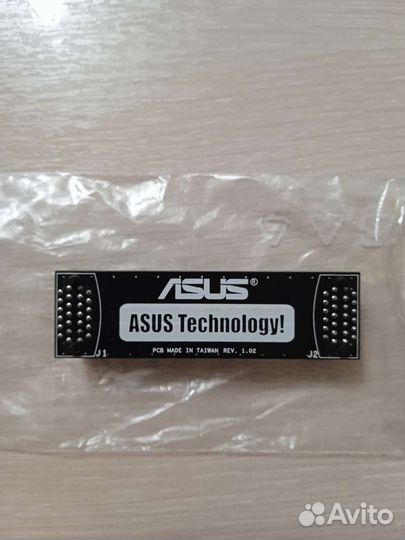 ASUS®
ASUS Technology!
J1
PCB MADE IN TAIWAN REV. 1.02
J2
Avito